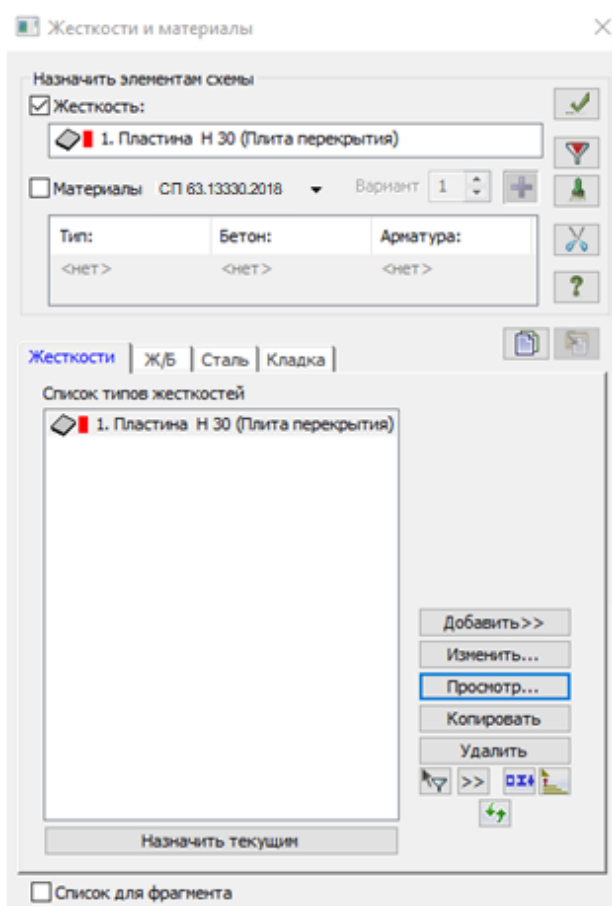 Жесткости и материалы
Назначить элементам схемы
Жесткость:
1. Пластина Н 30 (Плита перекрытия)
Материалы СП 63.13330.2018 Вариант 1
Тип: Бетон: Арматура:
<нет> <нет> <нет>
Жесткости Ж/Б Сталь Кладка
Список типов жесткостей
1. Пластина Н 30 (Плита перекрытия)
Добавить>>
Изменить...
Просмотр...
Копировать
Удалить
>>
Назначить текущим
Список для фрагмента